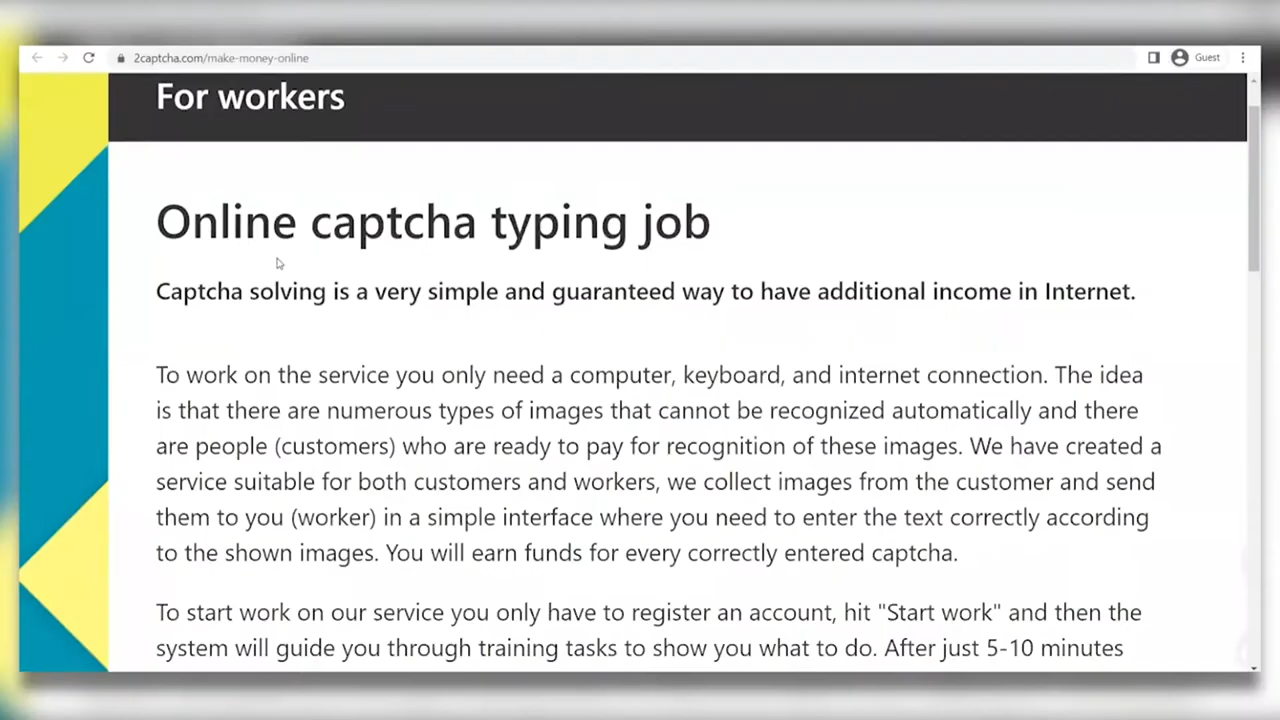 2captcha.com/make-money-online
Guest
For workers
Online captcha typing job
Captcha solving is a very simple and guaranteed way to have additional income in Internet.
To work on the service you only need a computer, keyboard, and internet connection. The idea
is that there are numerous types of images that cannot be recognized automatically and there
are people (customers) who are ready to pay for recognition of these images. We have created a
service suitable for both customers and workers, we collect images from the customer and send
them to you (worker) in a simple interface where you need to enter the text correctly according
to the shown images. You will earn funds for every correctly entered captcha.
To start work on our service you only have to register an account, hit "Start work" and then the
system will guide you through training tasks to show you what to do. After just 5-10 minutes